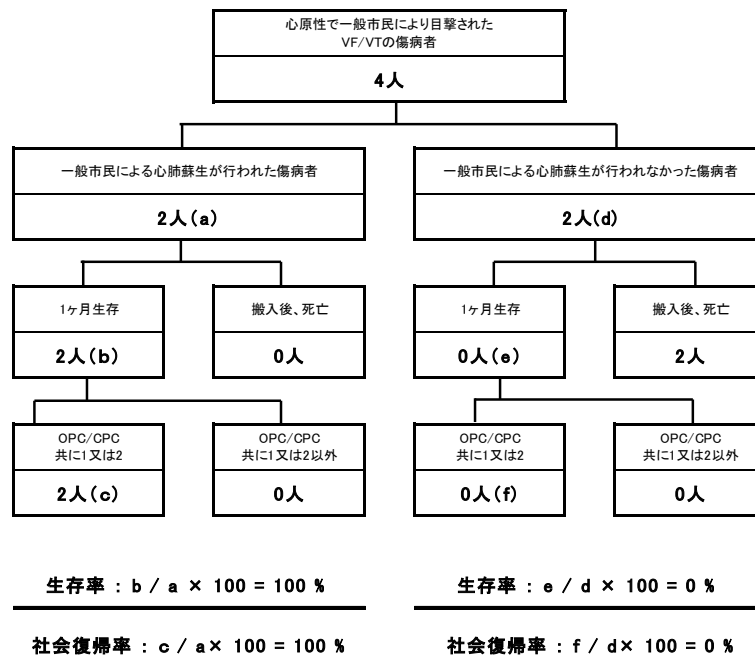 心原性で一般市民により目撃された
VF/VTの傷病者
4人
一般市民による心肺蘇生が行われた傷病者
一般市民による心肺蘇生が行われなかった傷病者
2人(a)
2人(d)
1ヶ月生存
搬入後、死亡
1ヶ月生存
搬入後、死亡
2人(b)
0人
0人(e)
2人
OPC/CPC
共に1又は2
OPC/CPC
共に1又は2以外
OPC/CPC
共に1又は2
OPC/CPC
共に1又は2以外
2人(c)
0人
0人(f)
0人
生存率 : b / a × 100 = 100 %
生存率 : e / d × 100 = 0 %
社会復帰率 : c / a× 100 = 100 %
社会復帰率 : f / d× 100 = 0 %